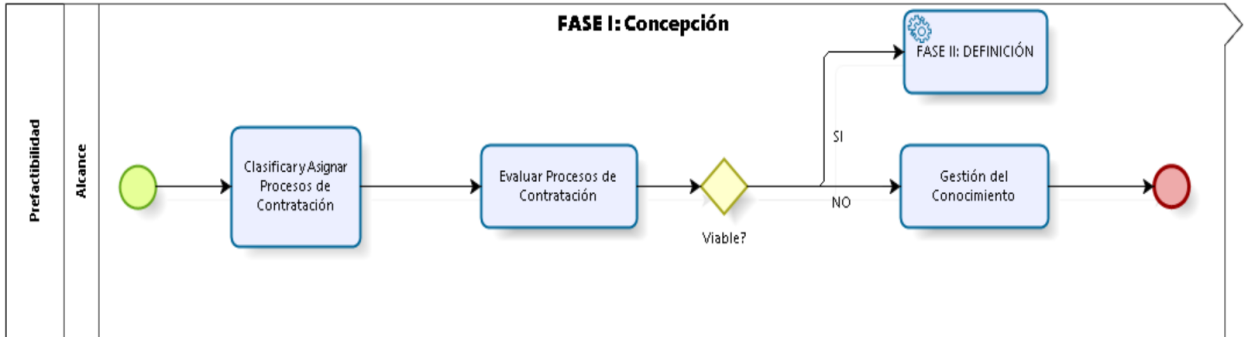 FASE I: Concepción
Prefactibilidad
Alcance
Clasificar y Asignar
Procesos de
Contratación
Evaluar Procesos de
Contratación
Viable?
SI
FASE II: DEFINICIÓN
NO
Gestión del
Conocimiento